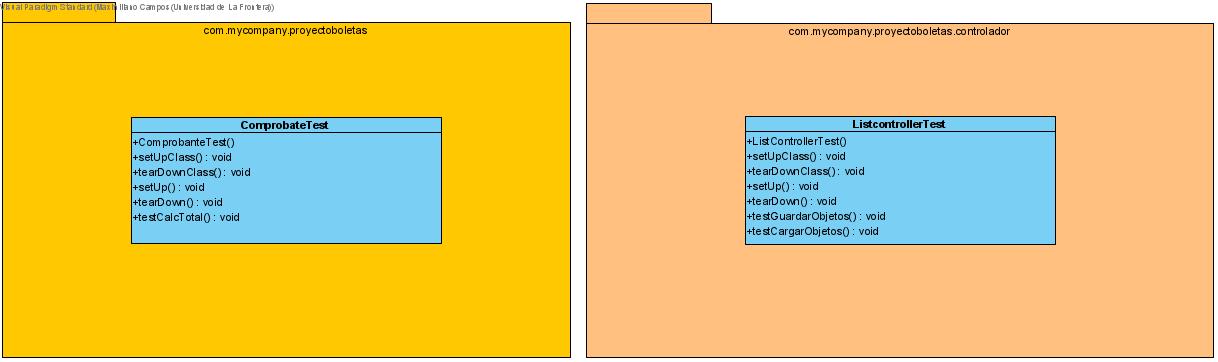 Visual Paradigm Standard (Maximiliano Campos (Universidad de La Frontera))
com.mycompany.proyectoboletas
ComprobateTest
+ComprobanteTest()
+setUpClass() : void
+tearDownClass() : void
+setUp() : void
+tearDown() : void
+testCalcTotal() : void
com.mycompany.proyectoboletas.controlador
ListcontrollerTest
+ListControllerTest()
+setUpClass() : void
+tearDownClass() : void
+setUp() : void
+tearDown() : void
+testGuardarObjetos() : void
+testCargarObjetos() : void